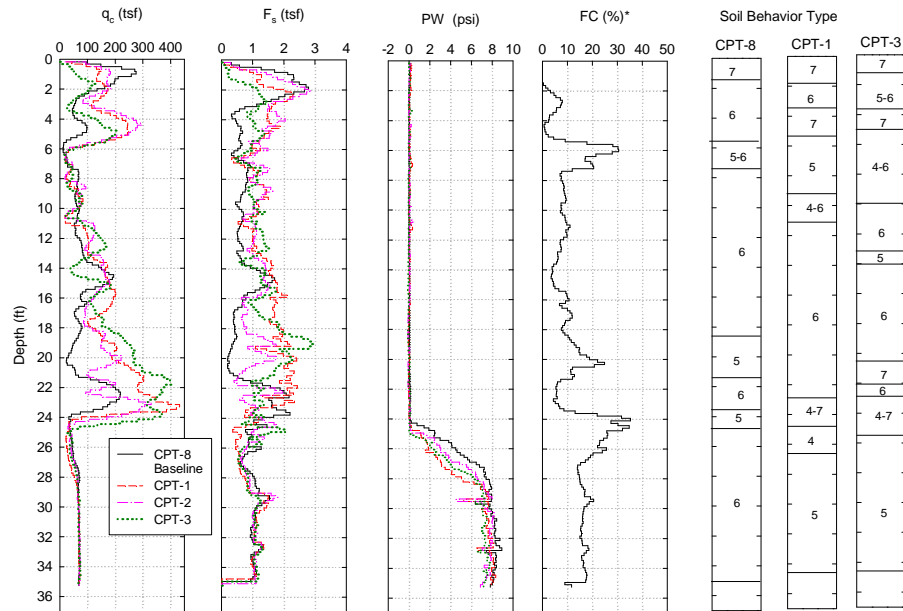 q_c (tsf)
F_s (tsf)
PW (psi)
FC (%)*
Soil Behavior Type
CPT-8
CPT-1
CPT-3
0 100 200 300 400
0 1 2 3 4
-2 0 2 4 6 8 10
0 10 20 30 40 50
Depth (ft)
0
2
4
6
8
10
12
14
16
18
20
22
24
26
28
30
32
34
36
CPT-8
Baseline
CPT-1
CPT-2
CPT-3
7
6
5-6
6
5
6
5
6
7
6
7
5
4-6
6
4-7
4
5
7
5-6
7
4-6
6
5
6
7
6
4-7
5